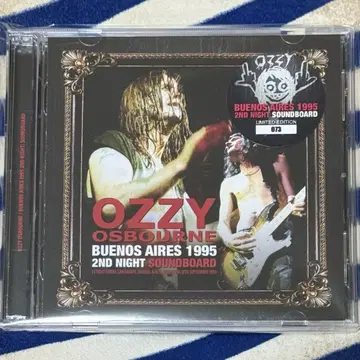 OZZY
BUENOS AIRES 1995
2ND NIGHT SOUNDBOARD
LIMITED EDITION
073
OZZY
OSBOURNE
BUENOS AIRES 1995
2ND NIGHT SOUNDBOARD